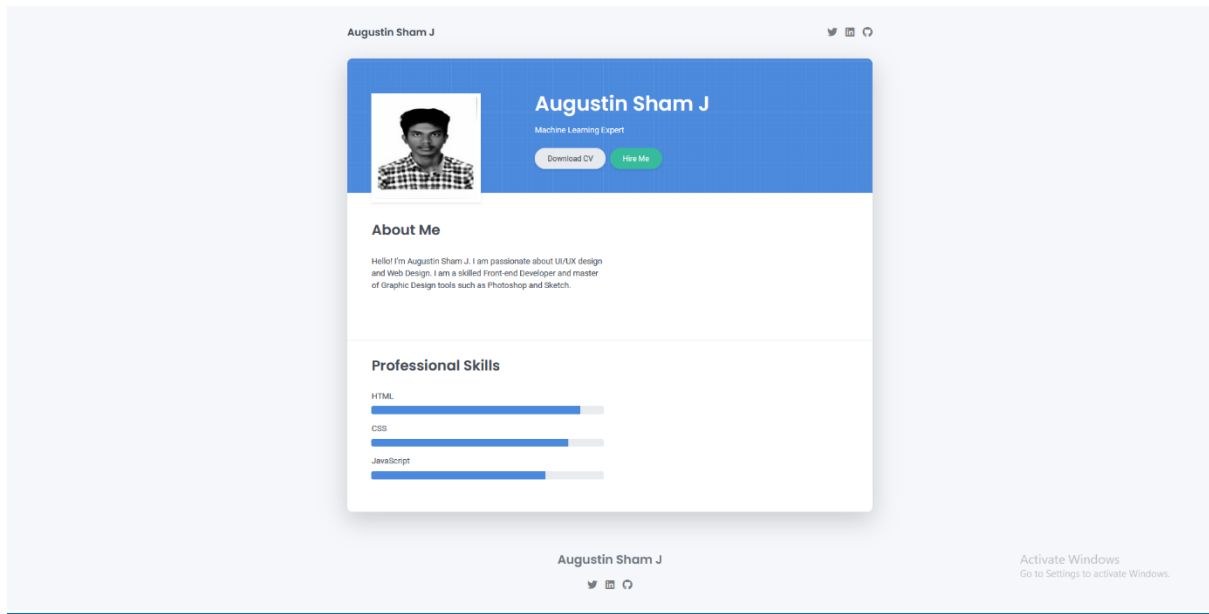 Augustin Sham J
Augustin Sham J
Machine Learning Expert
Download CV
Hire Me
About Me
Hello! I'm Augustin Sham J. I am passionate about UI/UX design
and Web Design. I am a skilled Front-end Developer and master
of Graphic Design tools such as Photoshop and Sketch.
Professional Skills
HTML
CSS
JavaScript
Augustin Sham J
Activate Windows
Go to Settings to activate Windows.